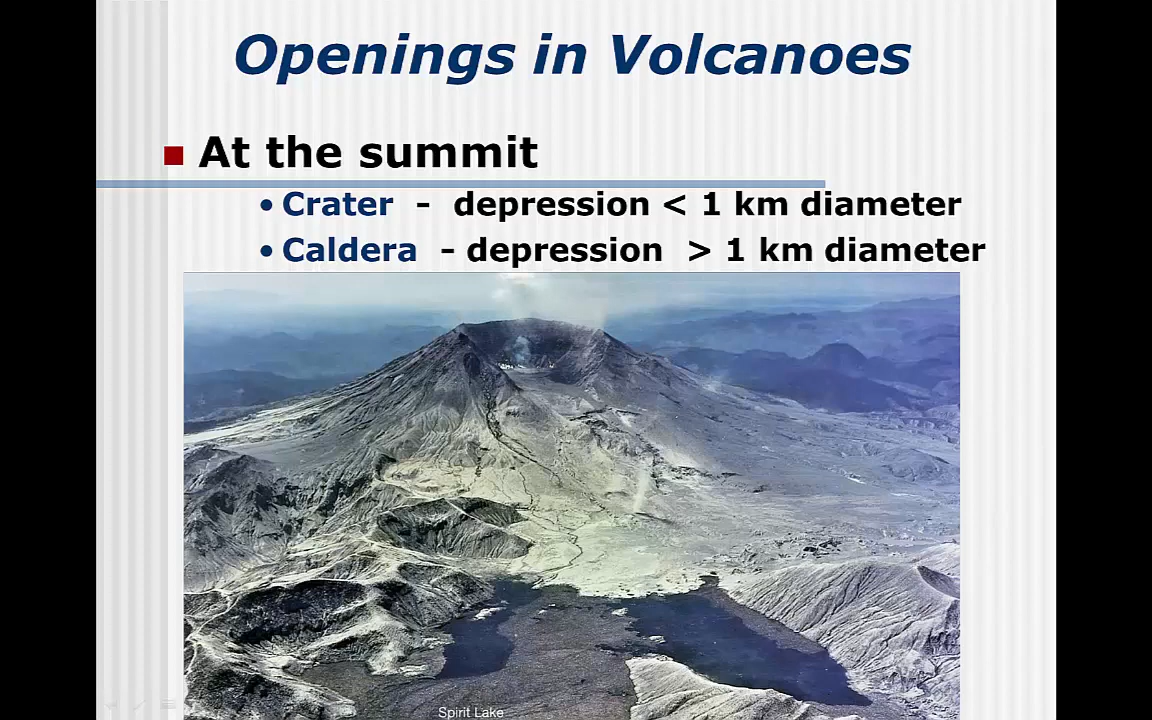 Openings in Volcanoes
At the summit
Crater - depression < 1 km diameter
Caldera - depression > 1 km diameter
Spirit Lake